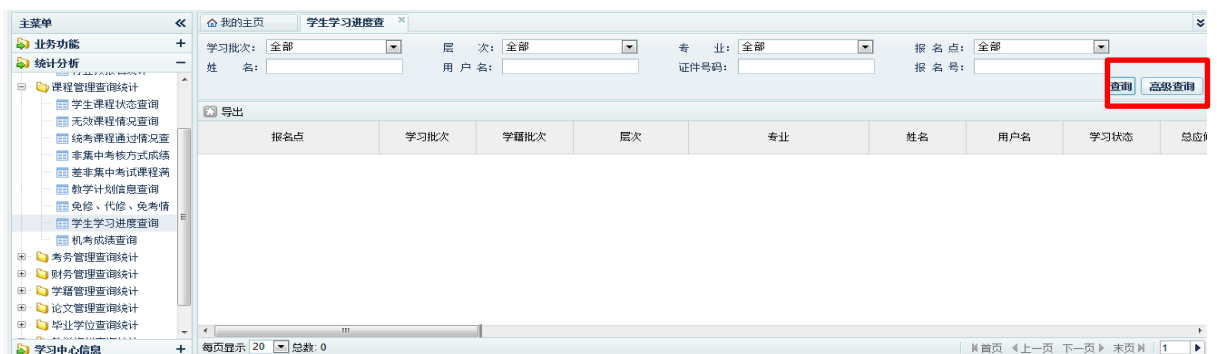 主菜单
业务功能
统计分析
课程管理查询统计
学生课程状态查询
无效课程情况查询
统考课程通过情况查
非集中考核方式成绩
差非集中考试课程满
教学计划信息查询
免修、代修、免考情
学生学习进度查询
机考成绩查询
考务管理查询统计
财务管理查询统计
学籍管理查询统计
论文管理查询统计
毕业学位查询统计
学习中心信息
我的主页 学生学习进度查
学习批次: 全部 层 次: 全部 专 业: 全部 报 名 点: 全部
姓 名: 用 户 名: 证件号码: 报 名 号:
查询 高级查询
导出
报名点 学习批次 学籍批次 层次 专业 姓名 用户名 学习状态 总应
每页显示 20 总数: 0 首页 上一页 下一页 末页 1